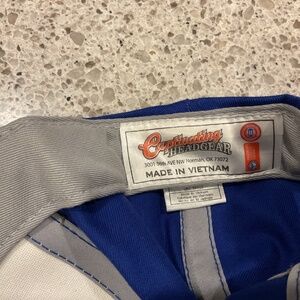 Captivating
HEADGEAR
3001 36th AVE NW Norman, OK 73072
MADE IN VIETNAM